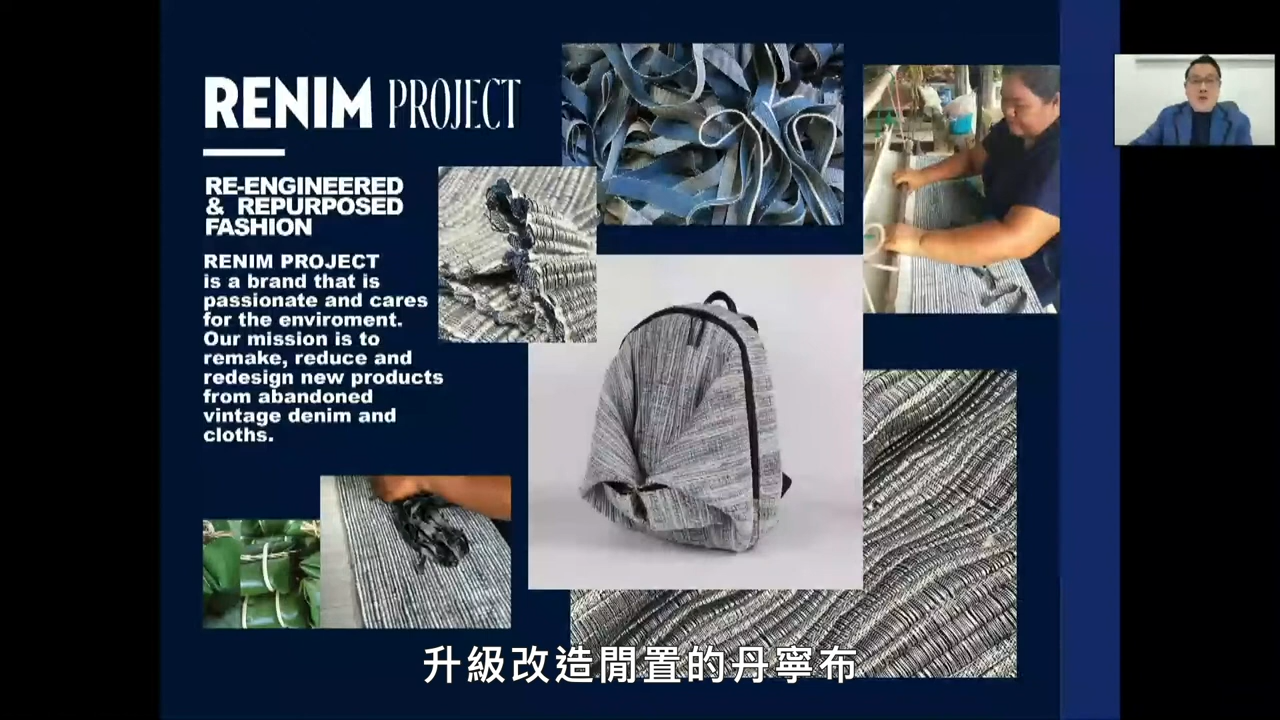 RENIM PROJECT
RE-ENGINEERED
& REPURPOSED
FASHION
RENIM PROJECT
is a brand that is
passionate and cares
for the enviroment.
Our mission is to
remake, reduce and
redesign new products
from abandoned
vintage denim and
cloths.
升級改造閒置的丹寧布